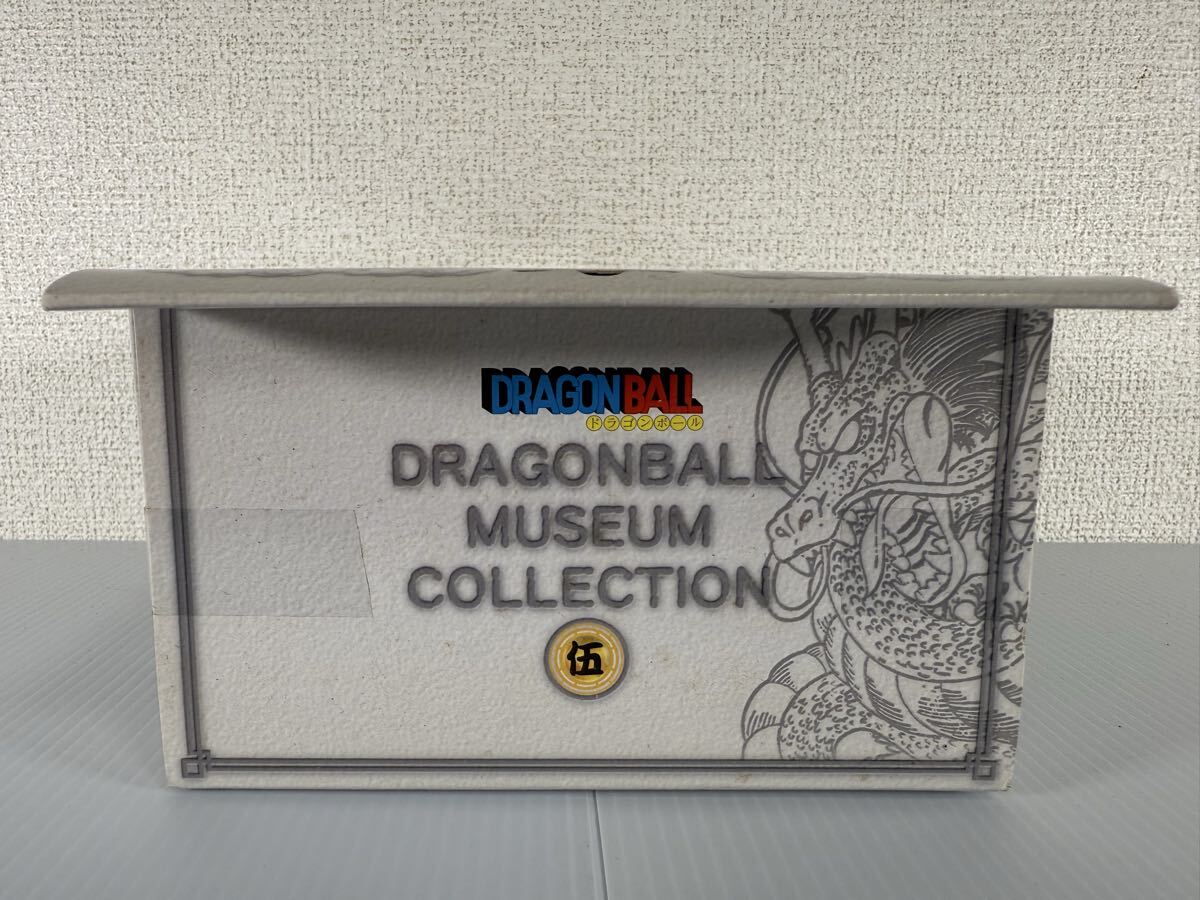 DRAGONBALL
ドラゴンボール
DRAGONBALL
MUSEUM
COLLECTION
伍